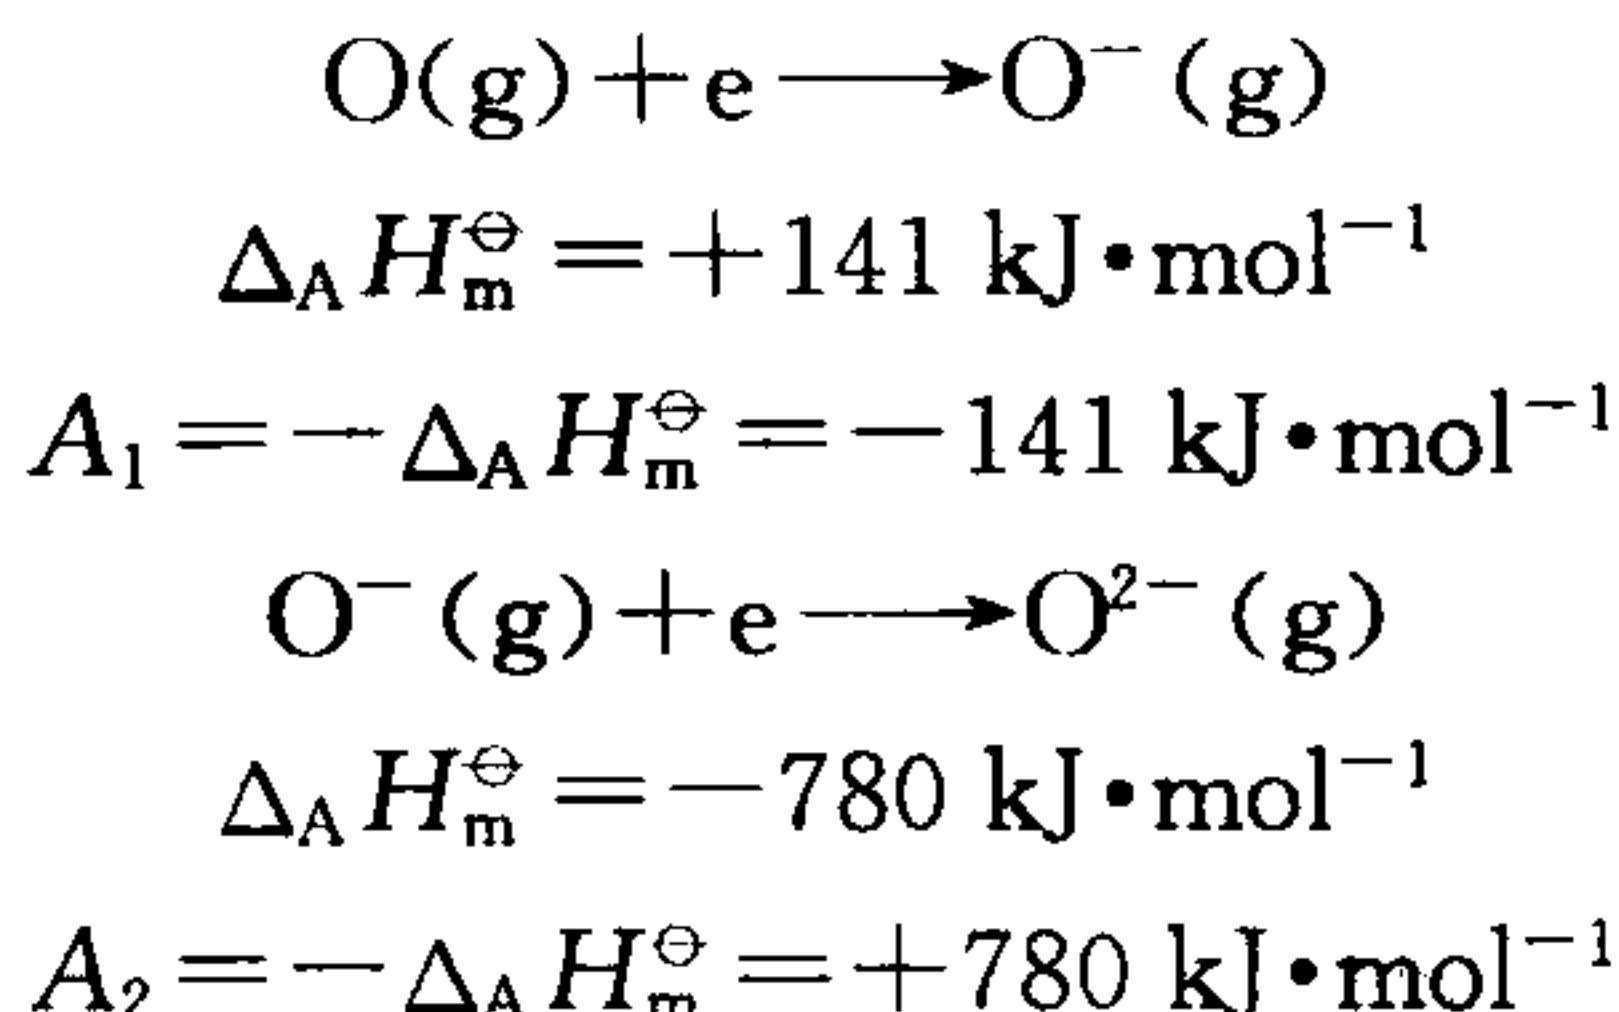 O(g)+e⟶O⁻(g)
Δ_A H_m^⊖=+141 kJ•mol⁻¹
A₁=−Δ_A H_m^⊖=−141 kJ•mol⁻¹
O⁻(g)+e⟶O²⁻(g)
Δ_A H_m^⊖=−780 kJ•mol⁻¹
A₂=−Δ_A H_m^⊖=+780 kJ•mol⁻¹